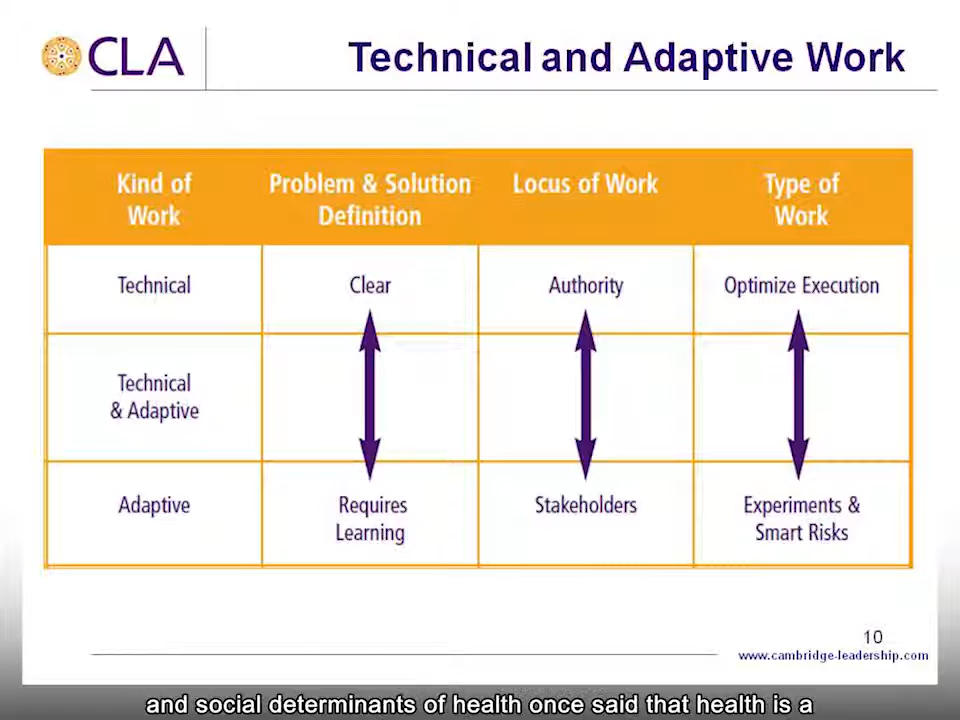 CLA
Technical and Adaptive Work
Kind of
Work
Problem & Solution
Definition
Locus of Work
Type of
Work
Technical
Clear
Authority
Optimize Execution
Technical
& Adaptive
Adaptive
Requires
Learning
Stakeholders
Experiments &
Smart Risks
10
www.cambridge-leadership.com
and social determinants of health once said that health is a